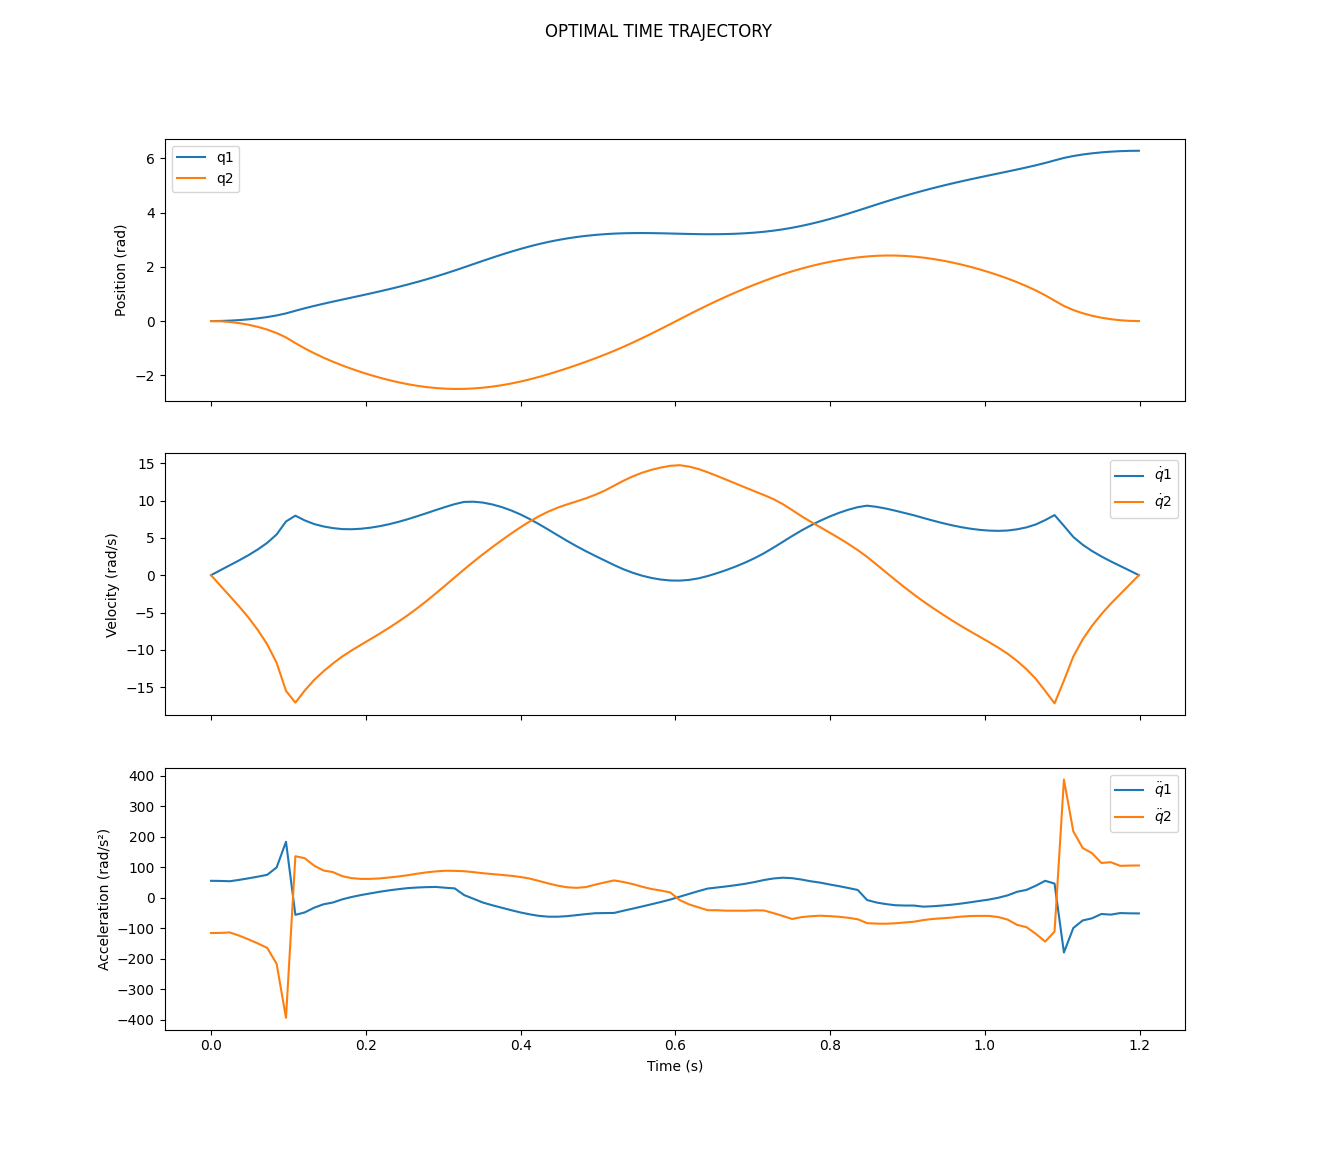 OPTIMAL TIME TRAJECTORY
q1
q2
6
4
2
0
−2
Position (rad)
q̇1
q̇2
15
10
5
0
−5
−10
−15
Velocity (rad/s)
q̈1
q̈2
400
300
200
100
0
−100
−200
−300
−400
Acceleration (rad/s²)
0.0 0.2 0.4 0.6 0.8 1.0 1.2
Time (s)